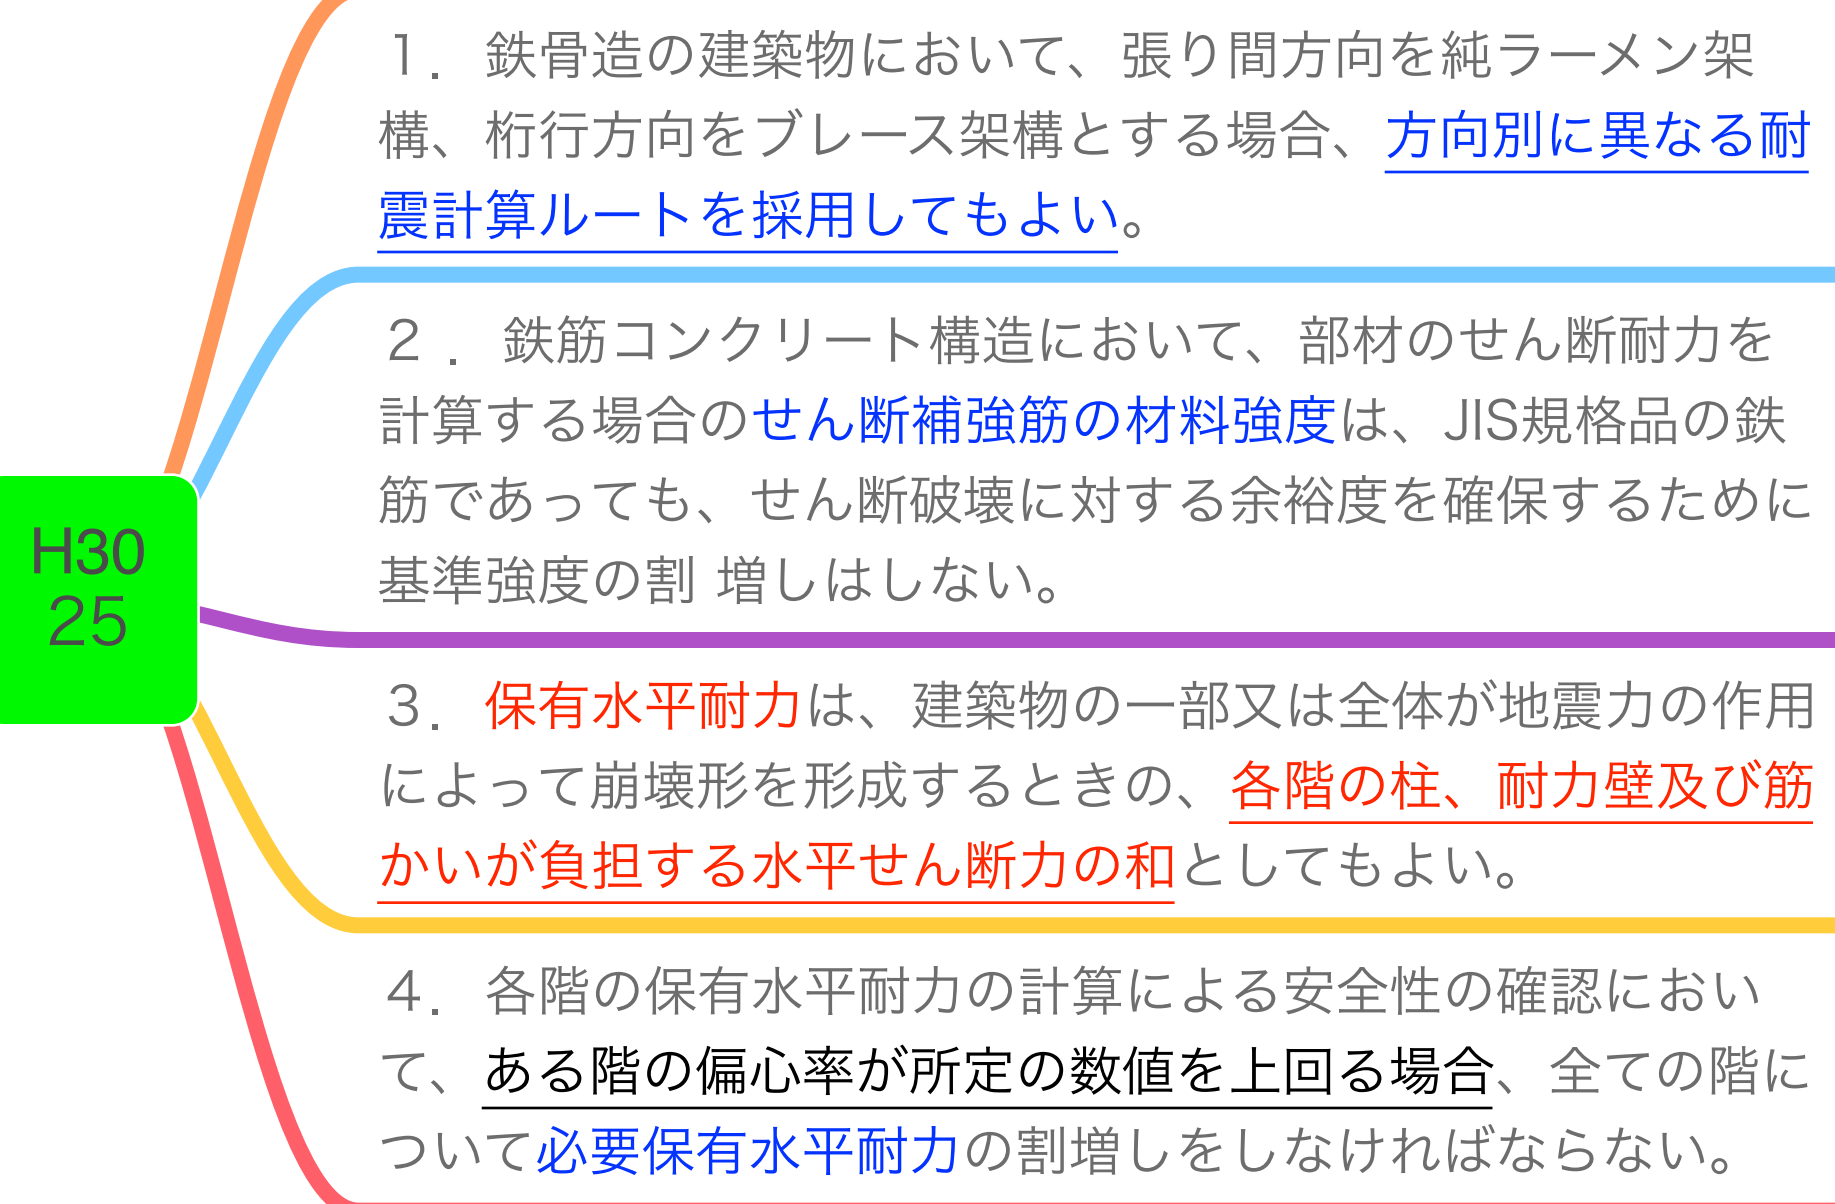 1．鉄骨造の建築物において、張り間方向を純ラーメン架
構、桁行方向をブレース架構とする場合、方向別に異なる耐
震計算ルートを採用してもよい。
2．鉄筋コンクリート構造において、部材のせん断耐力を
計算する場合のせん断補強筋の材料強度は、JIS規格品の鉄
筋であっても、せん断破壊に対する余裕度を確保するために
基準強度の割 増しはしない。
H30
25
3．保有水平耐力は、建築物の一部又は全体が地震力の作用
によって崩壊形を形成するときの、各階の柱、耐力壁及び筋
かいが負担する水平せん断力の和としてもよい。
4．各階の保有水平耐力の計算による安全性の確認におい
て、ある階の偏心率が所定の数値を上回る場合、全ての階に
ついて必要保有水平耐力の割増しをしなければならない。